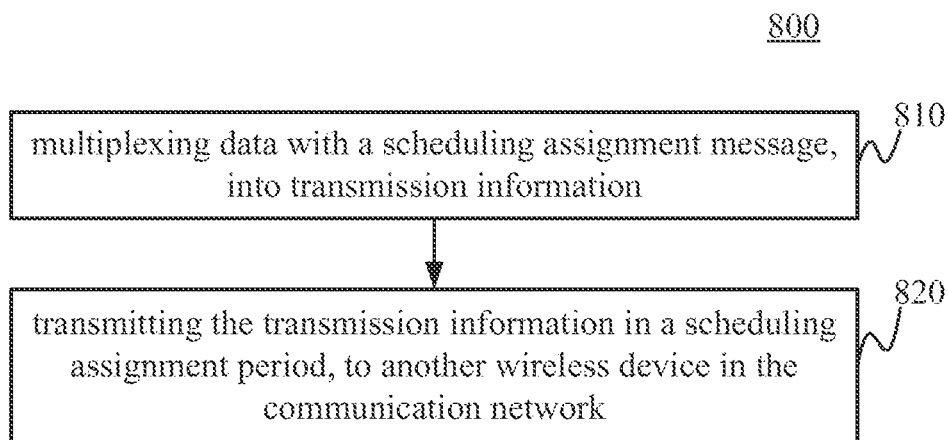 800
810
multiplexing data with a scheduling assignment message,
into transmission information
820
transmitting the transmission information in a scheduling
assignment period, to another wireless device in the
communication network